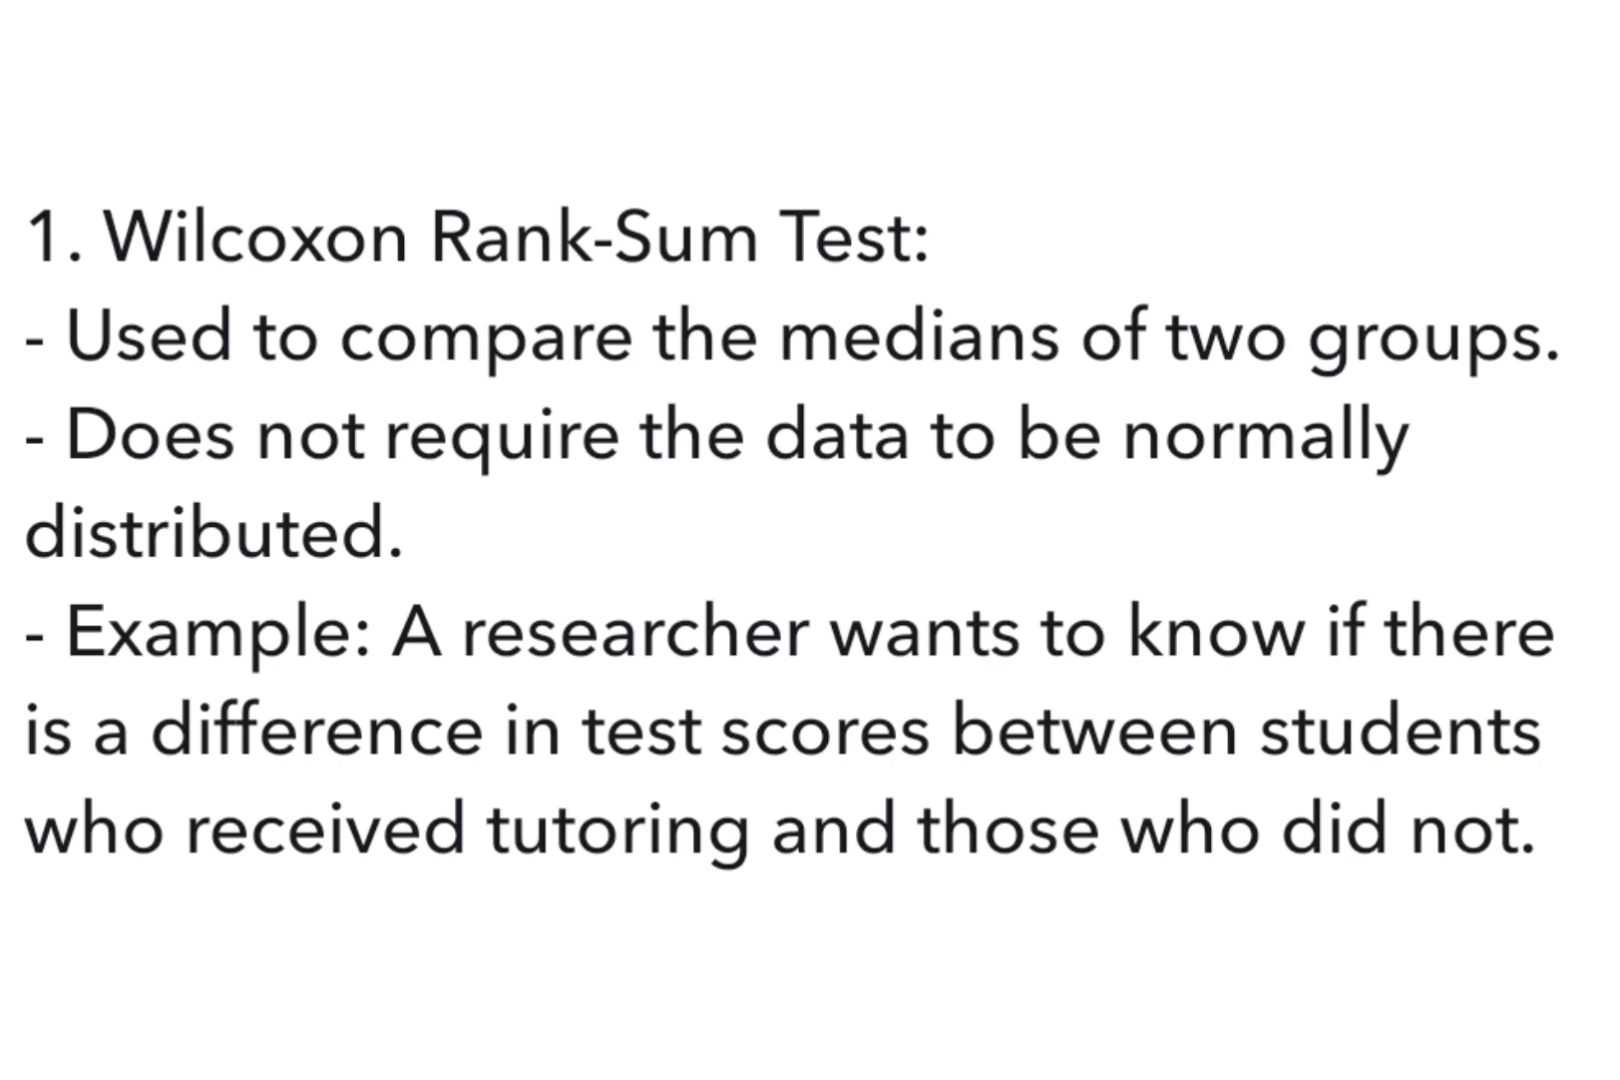 1. Wilcoxon Rank-Sum Test:
- Used to compare the medians of two groups.
- Does not require the data to be normally
distributed.
- Example: A researcher wants to know if there
is a difference in test scores between students
who received tutoring and those who did not.